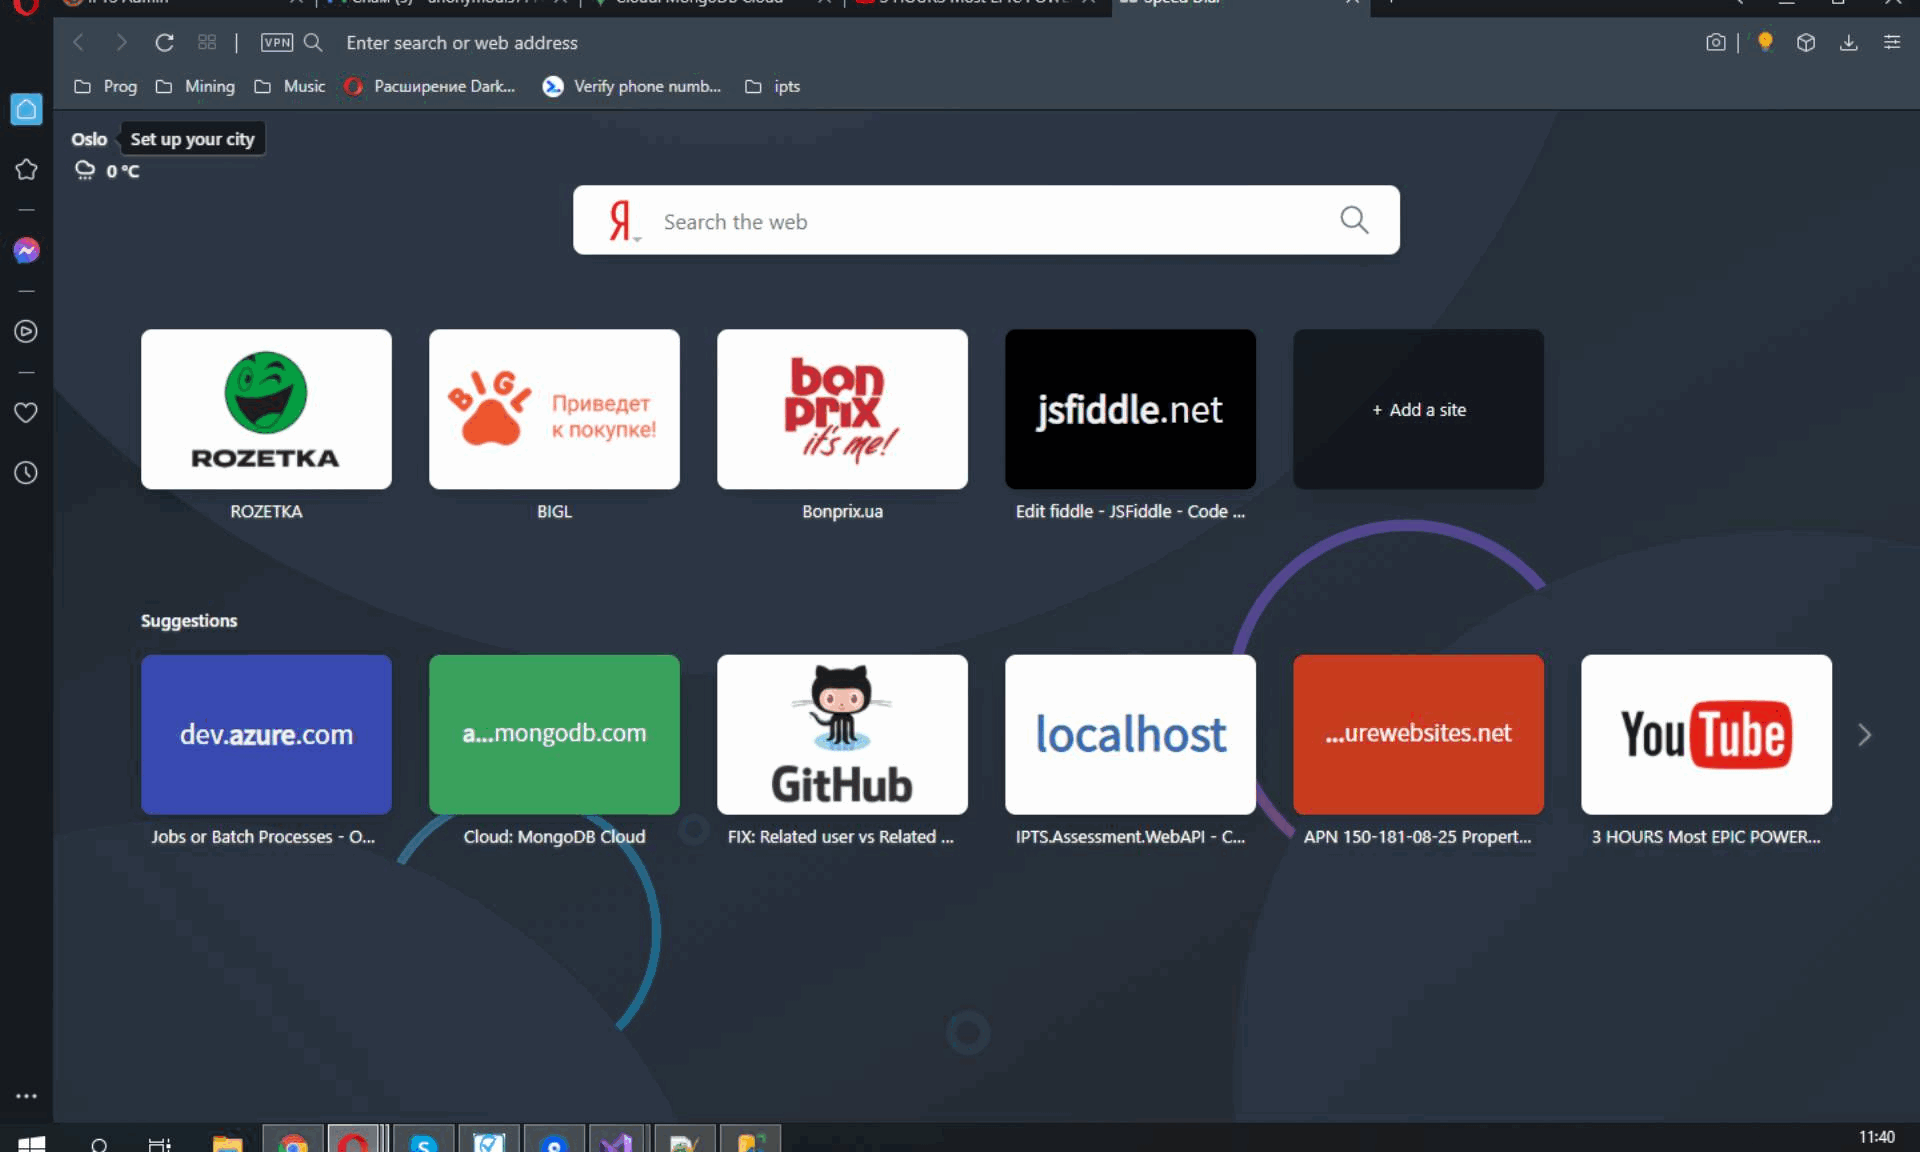 VPN
Enter search or web address
Prog
Mining
Music
Расширение Dark...
Verify phone numb...
ipts
Oslo
Set up your city
0 °C
Я
Search the web
ROZETKA
BIGL
Приведет
к покупке!
bon
prix
it's me!
jsfiddle.net
+ Add a site
ROZETKA
BIGL
Bonprix.ua
Edit fiddle - JSFiddle - Code ...
Suggestions
dev.azure.com
a...mongodb.com
GitHub
localhost
...urewebsites.net
YouTube
Jobs or Batch Processes - O...
Cloud: MongoDB Cloud
FIX: Related user vs Related ...
IPTS.Assessment.WebAPI - C...
APN 150-181-08-25 Propert...
3 HOURS Most EPIC POWER...
11:40